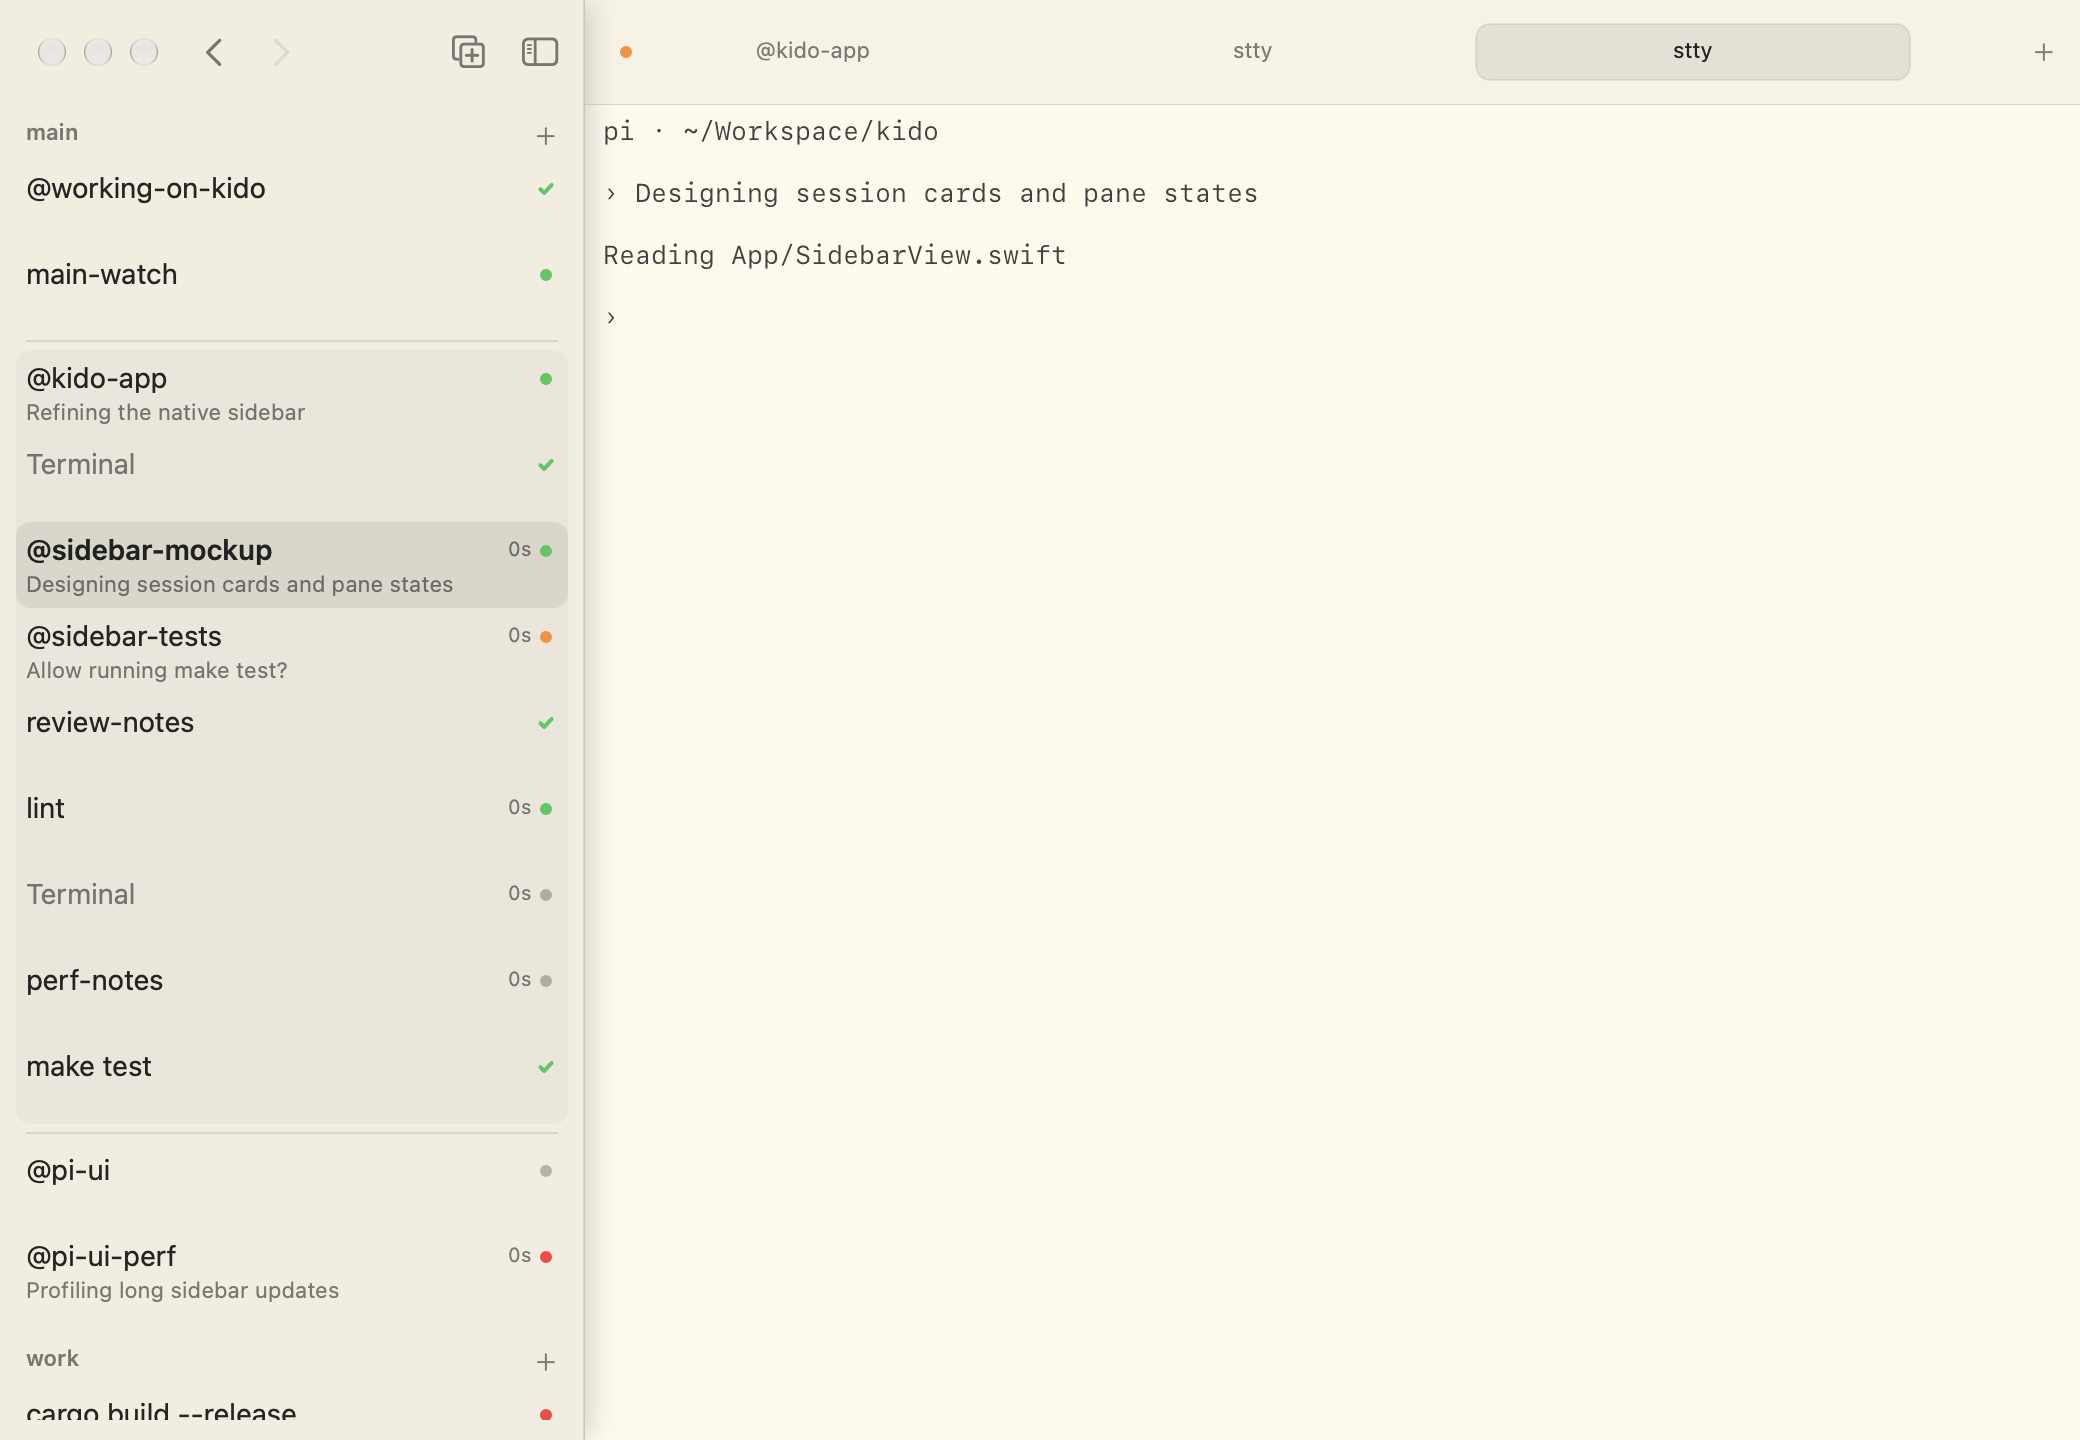 @kido-app
stty
stty
main
@working-on-kido
main-watch
@kido-app
Refining the native sidebar
Terminal
@sidebar-mockup 0s
Designing session cards and pane states
@sidebar-tests 0s
Allow running make test?
review-notes
lint 0s
Terminal 0s
perf-notes 0s
make test
@pi-ui
@pi-ui-perf 0s
Profiling long sidebar updates
work
cargo build --release
pi · ~/Workspace/kido
› Designing session cards and pane states
Reading App/SidebarView.swift
›